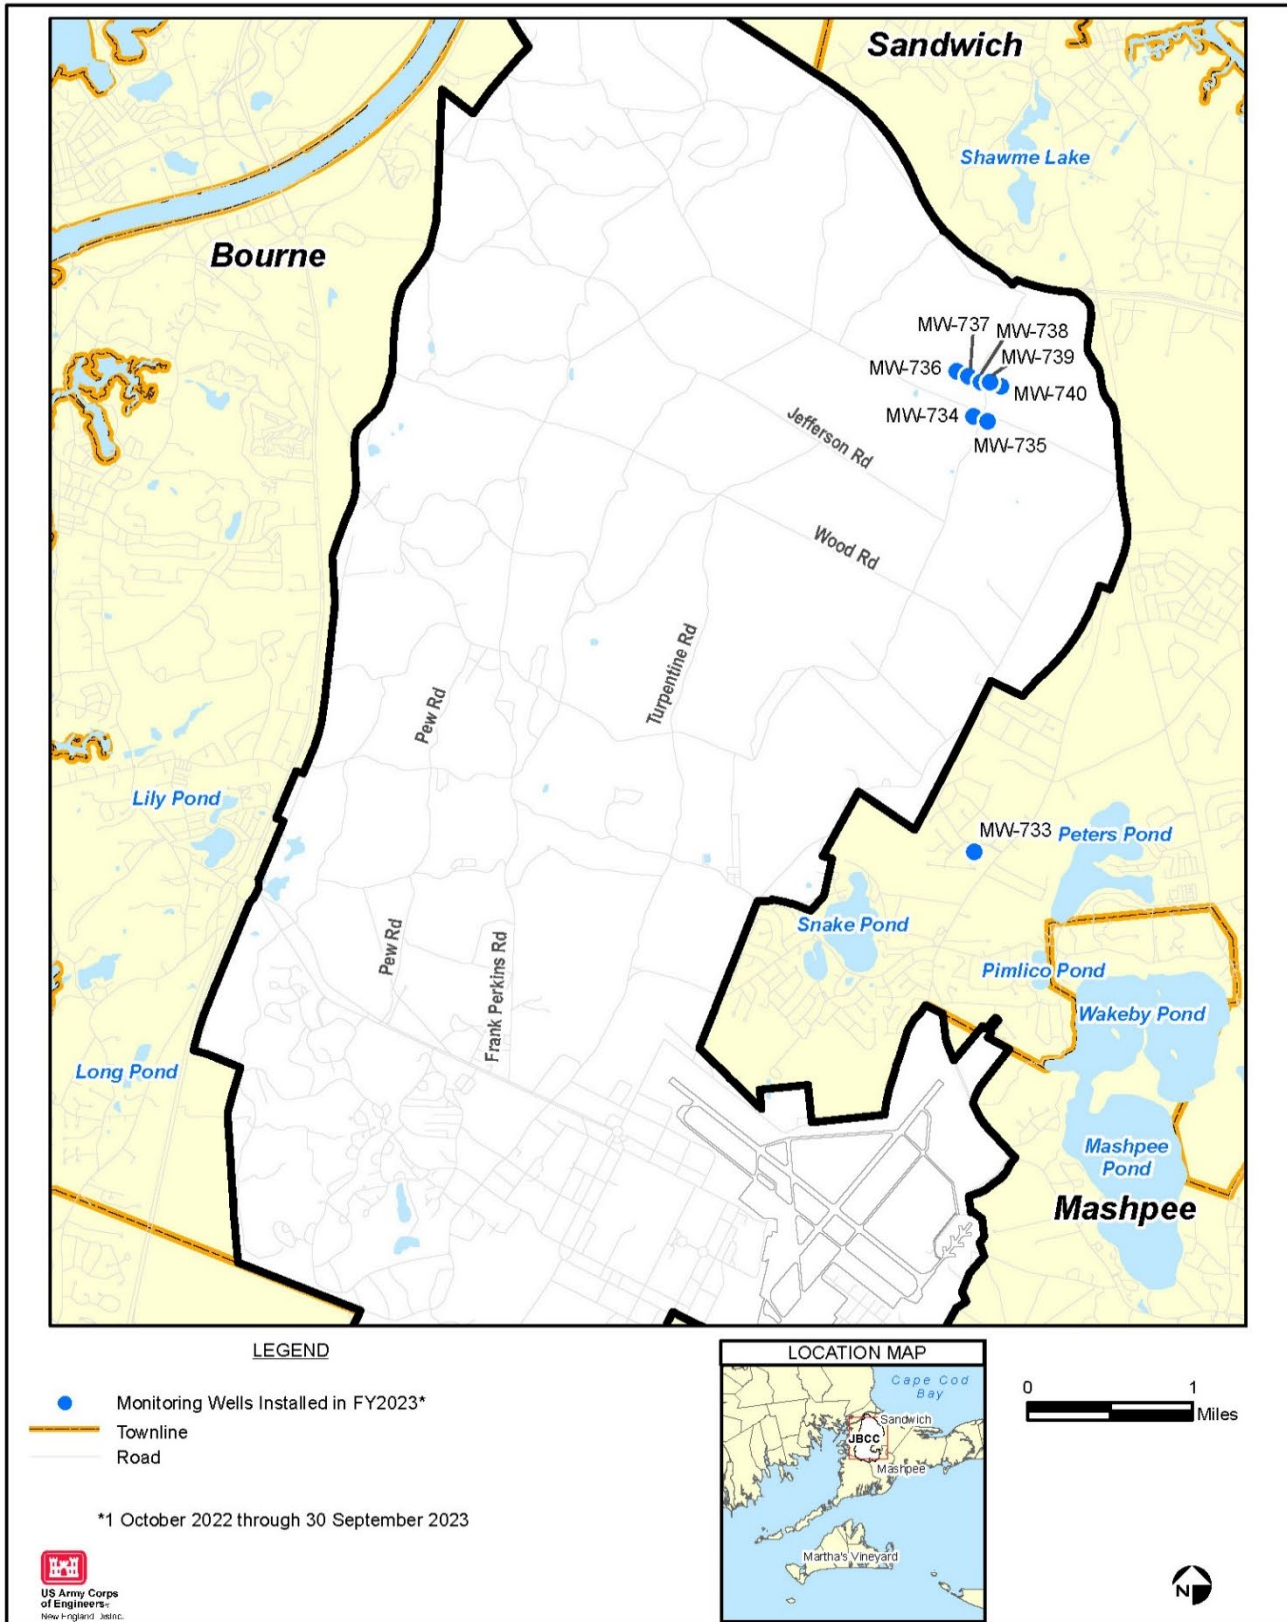 Sandwich
Shawme Lake
Bourne
MW-737
MW-738
MW-739
MW-736
MW-740
MW-734
MW-735
Jefferson Rd
Wood Rd
Turpentine Rd
Pew Rd
Lily Pond
MW-733
Peters Pond
Snake Pond
Pew Rd
Frank Perkins Rd
Pimlico Pond
Wakeby Pond
Long Pond
Mashpee
Pond
Mashpee
LEGEND
Monitoring Wells Installed in FY2023*
Townline
Road
*1 October 2022 through 30 September 2023
US Army Corps
of Engineers
New England
LOCATION MAP
Cape Cod
Bay
Sandwich
JBCC
Mashpee
Martha's Vineyard
0 1
Miles
N